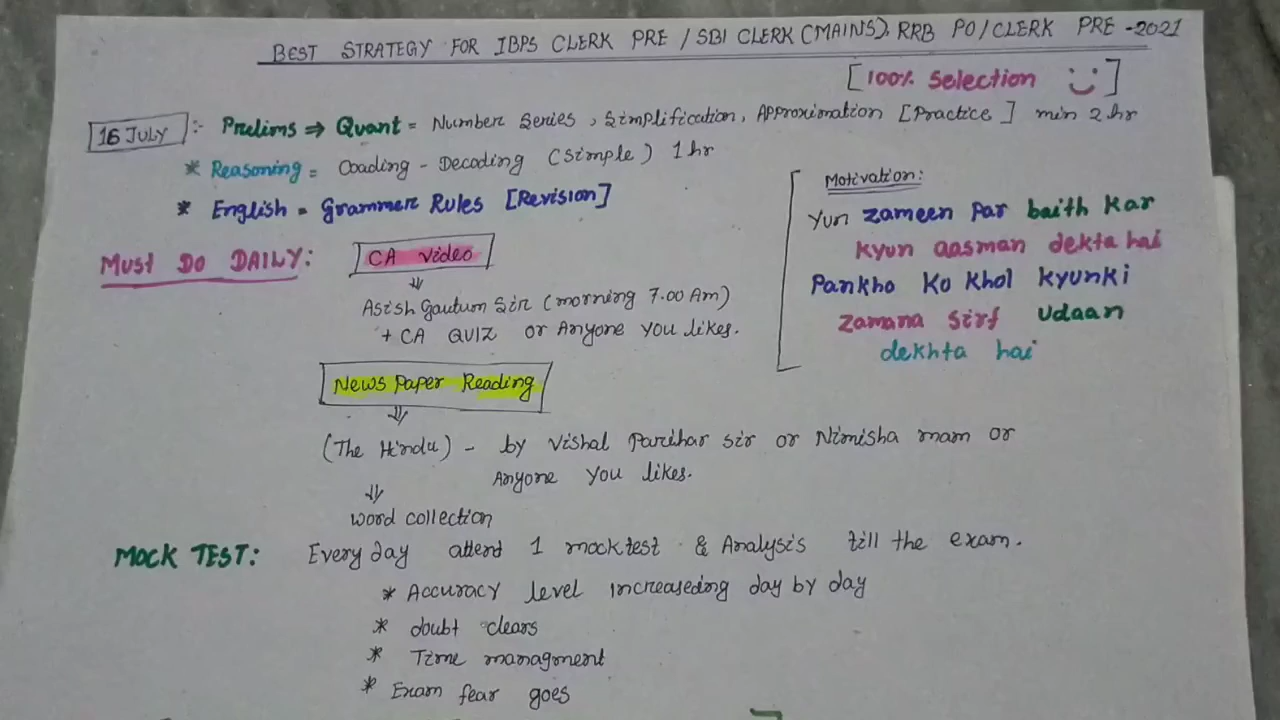 BEST STRATEGY FOR IBPS CLERK PRE / SBI CLERK (MAINS), RRB PO/CLERK PRE -2021
[100% Selection ]
16 JULY :- Prelims ⇒ Quant = Number Series, Simplification, Approximation [Practice] min 2 hr
* Reasoning = Coading - Decoding (Simple) 1 hr
* English = Grammer Rules [Revision]
MUST DO DAILY:
CA video
⇓
Asish Gautum Sir (morning 7.00 Am)
+ CA QUIZ or Anyone you likes.
Motivation:
Yun zameen par baith kar
kyun aasman dekta hai
Pankho ko khol kyunki
zamana sirf udaan
dekhta hai
News Paper Reading
⇓
(The Hindu) - by Vishal Parihar sir or Nimisha mam or
Anyone you likes.
⇓
word collection
MOCK TEST: Every day attend 1 mocktest & Analysis till the exam.
* Accuracy level increaseding day by day
* doubt clears
* Time managment
* Exam fear goes